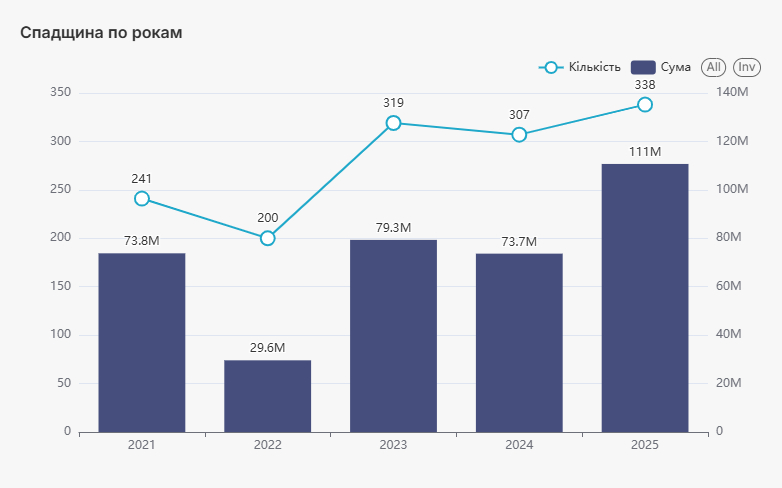 Спадщина по рокам
Кількість Сума All Inv
350 140M
300 120M
250 100M
200 80M
150 60M
100 40M
50 20M
0 0
241 200 319 307 338
73.8M 29.6M 79.3M 73.7M 111M
2021 2022 2023 2024 2025